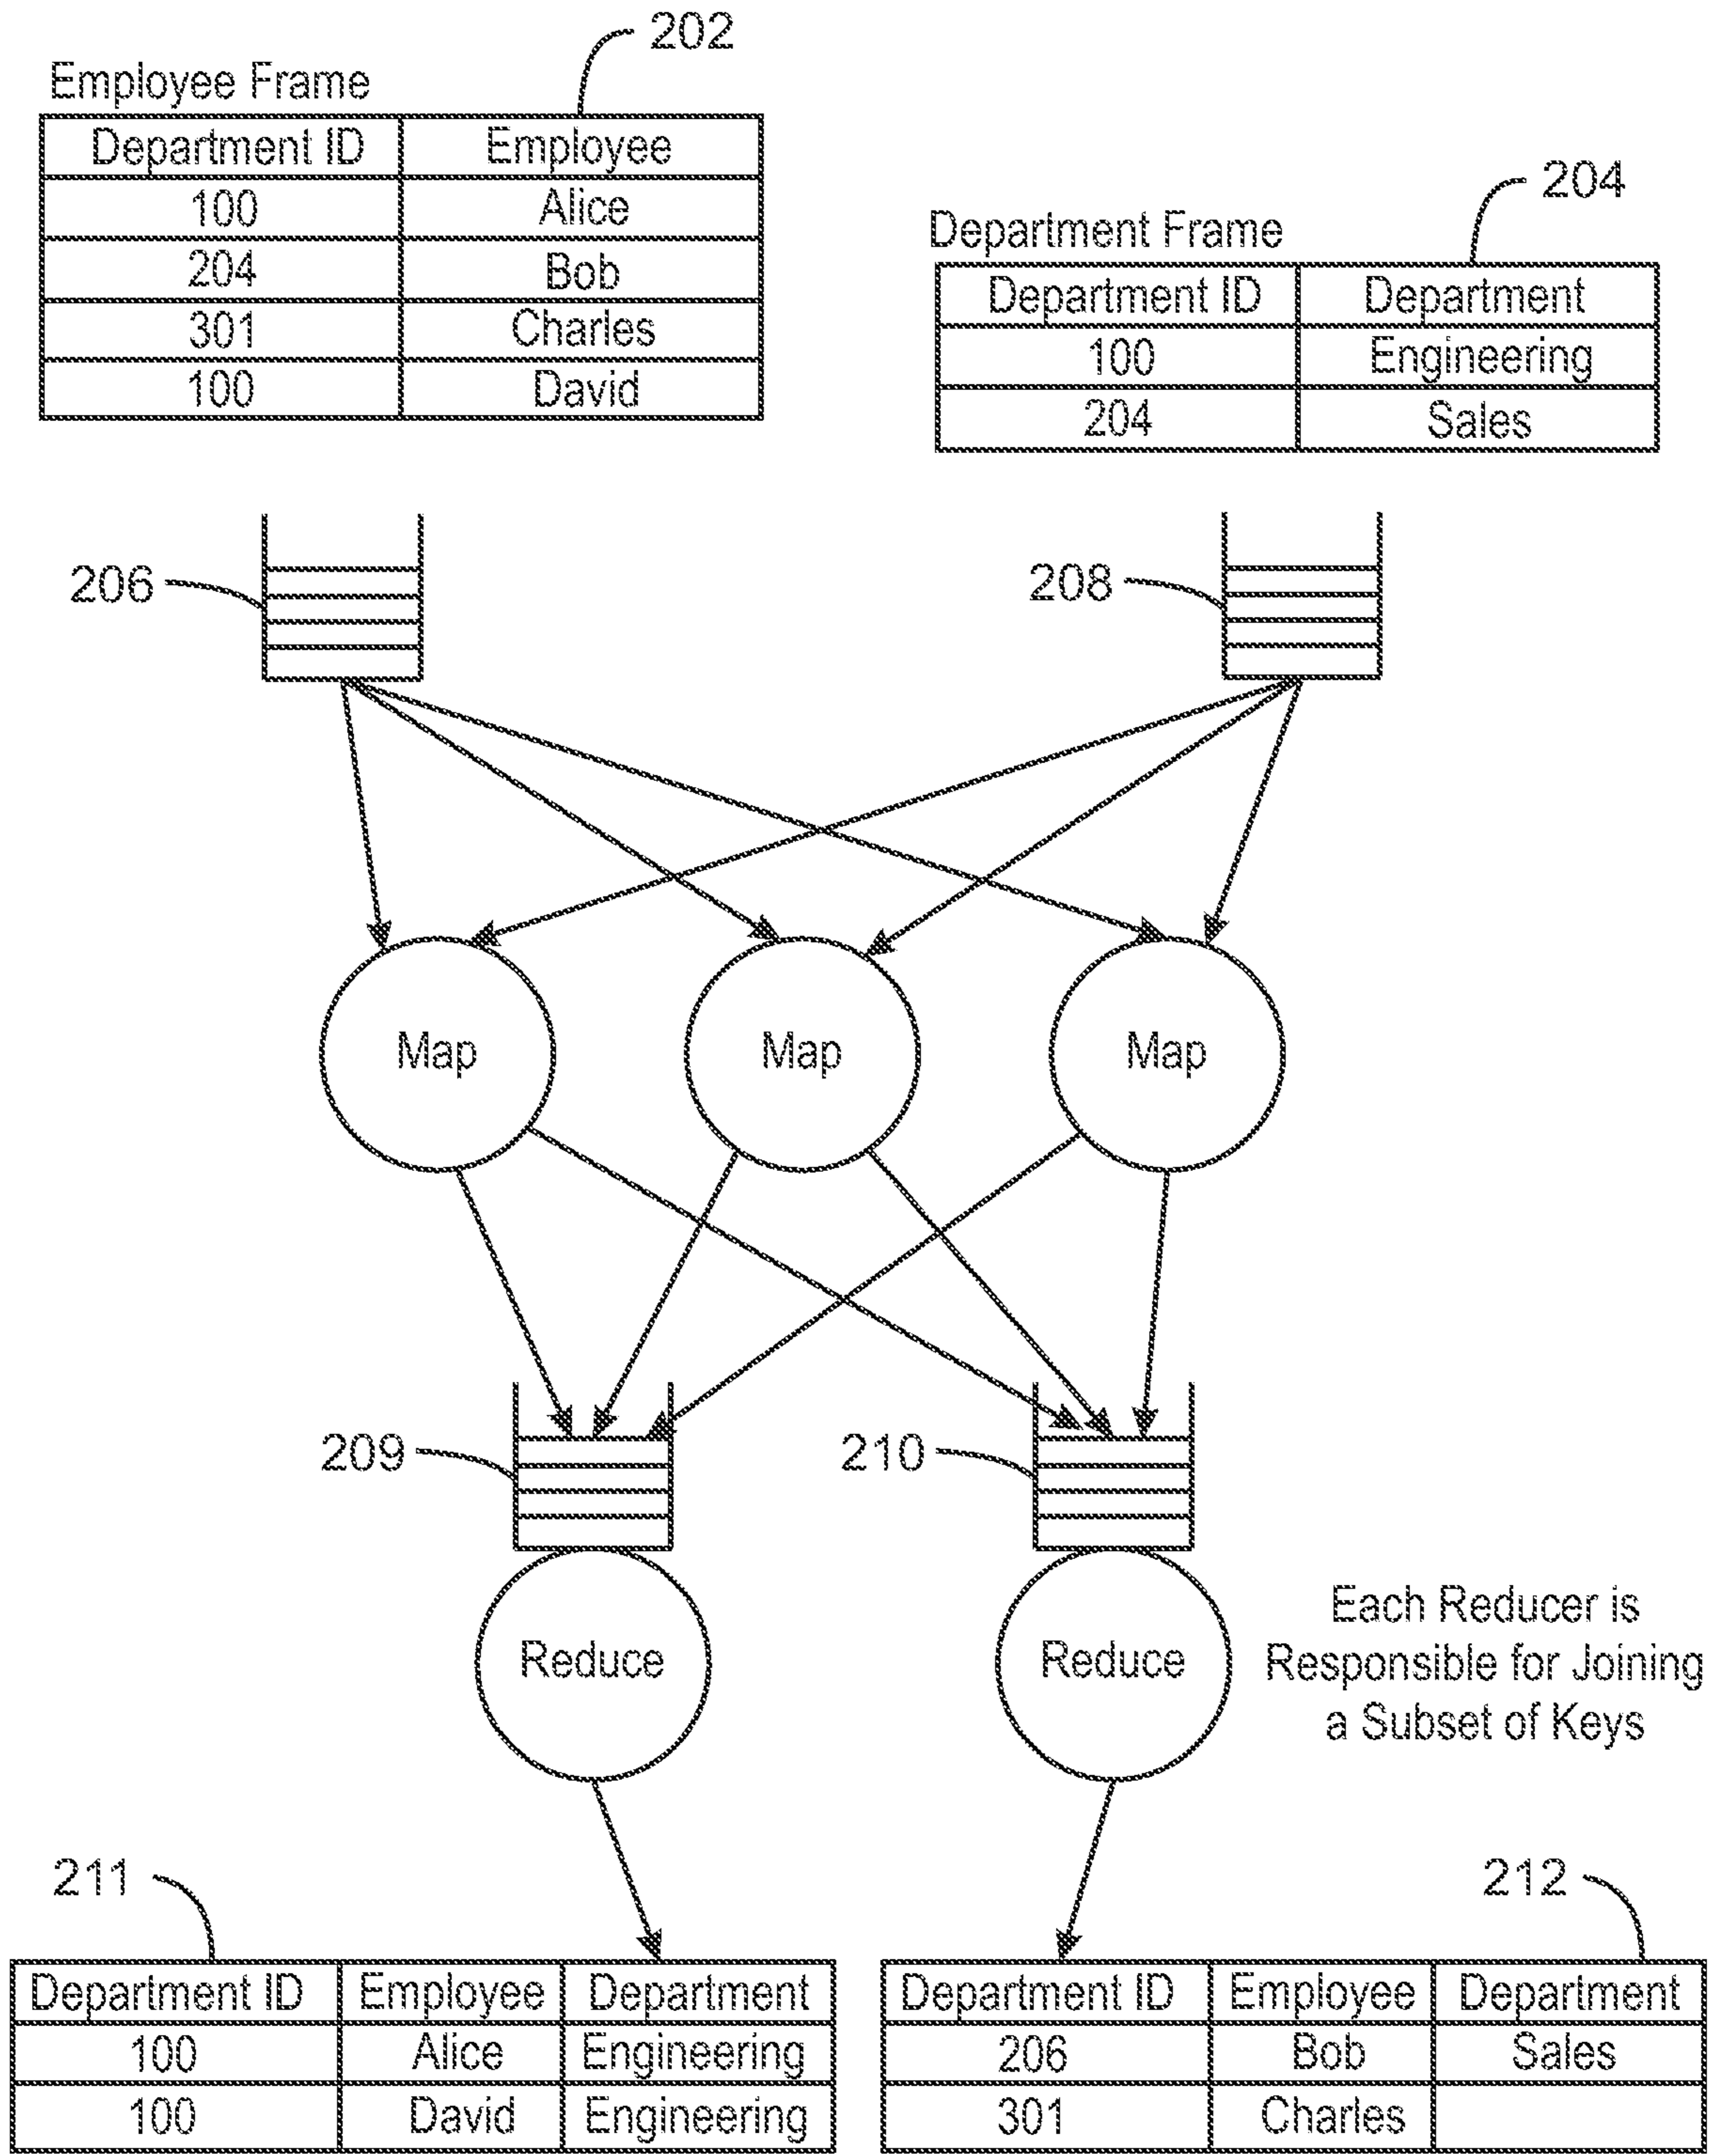 202
Employee Frame
Department ID Employee
100 Alice
204 Bob
301 Charles
100 David
204
Department Frame
Department ID Department
100 Engineering
204 Sales
206
208
Map Map Map
209
210
Reduce Reduce
Each Reducer is
Responsible for Joining
a Subset of Keys
211
212
Department ID Employee Department
100 Alice Engineering
100 David Engineering
Department ID Employee Department
206 Bob Sales
301 Charles